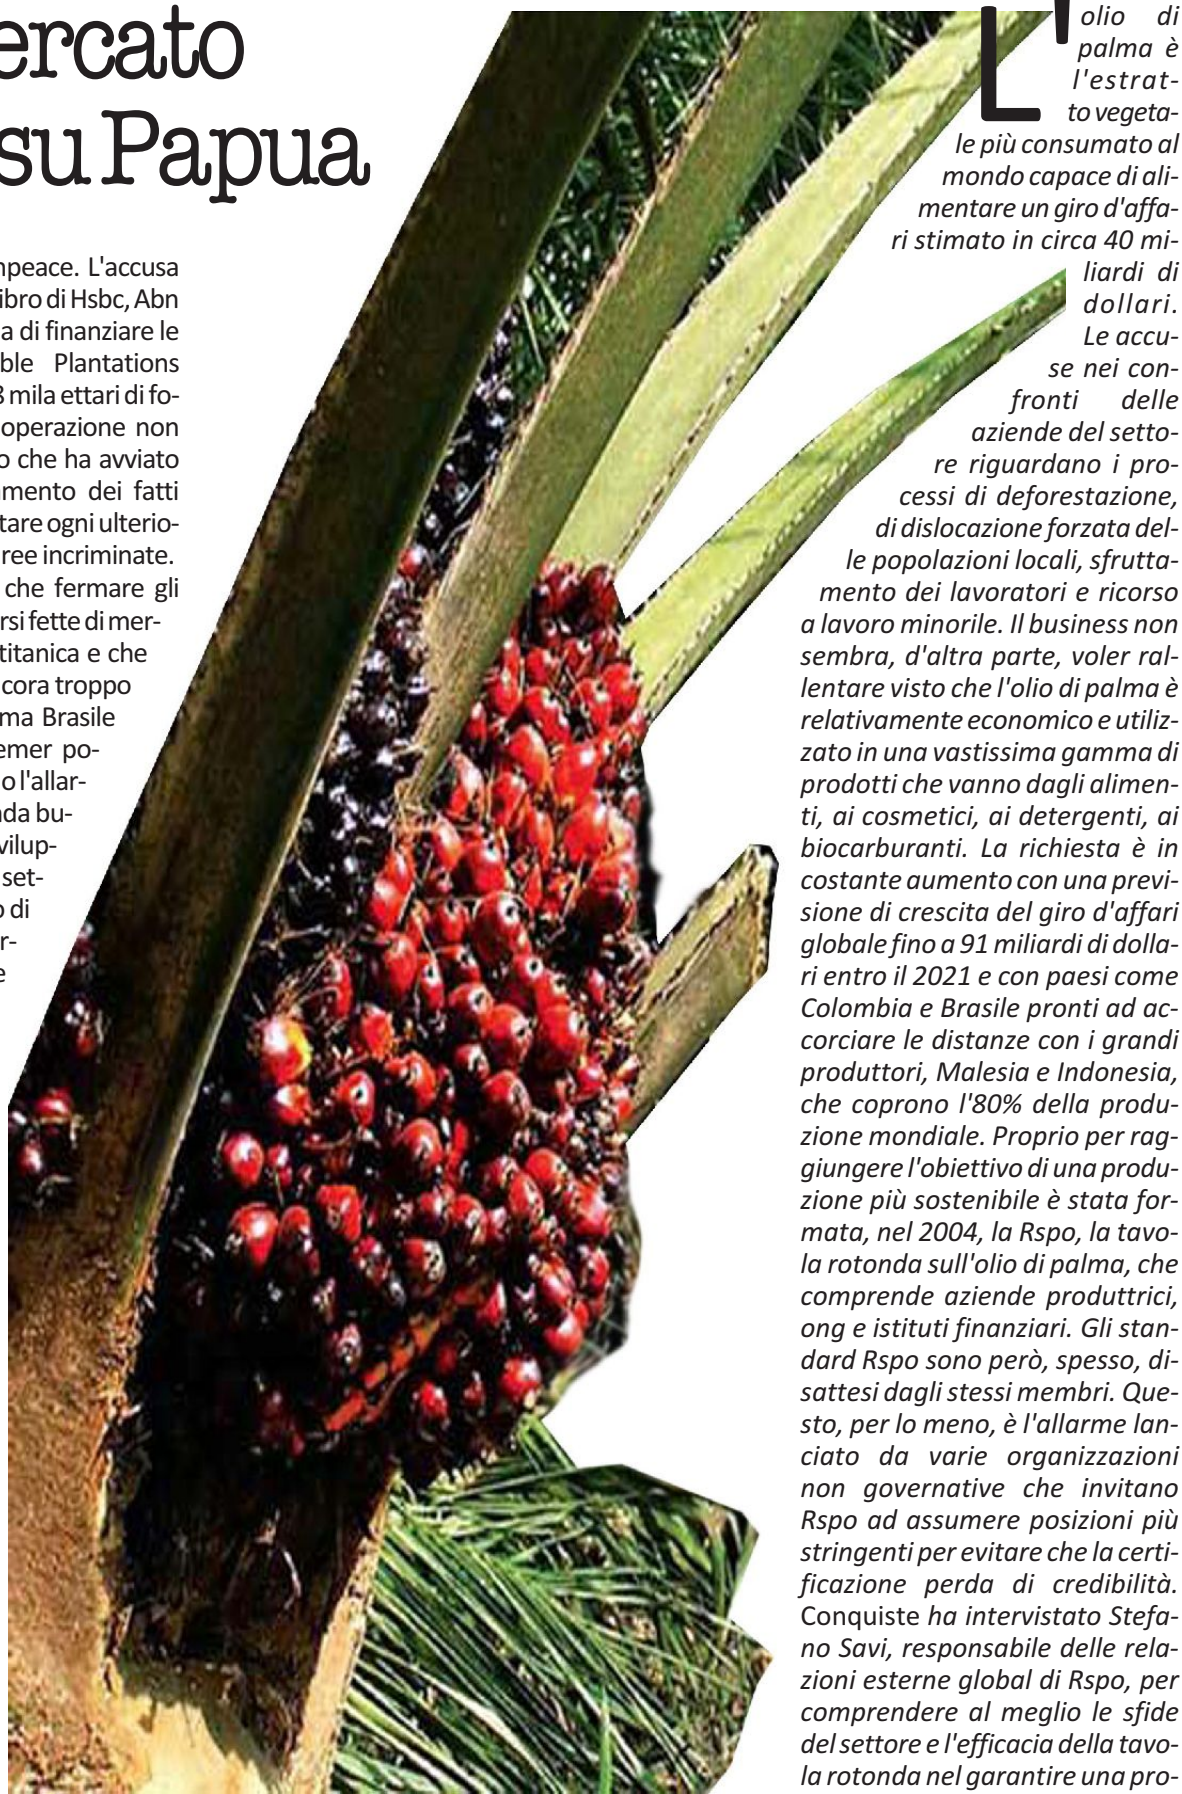 ercato
su Papua
npeace. L'accusa
ibro di Hsbc, Abn
a di finanziare le
ble Plantations
8 mila ettari di fo-
operazione non
o che ha avviato
amento dei fatti
tare ogni ulterio-
ree incriminate.
che fermare gli
rsi fette di mer-
titanica e che
cora troppo
ma Brasile
emer po-
o l'allar-
da bu-
vilup-
set-
o di
r-
e
L'olio di
palma è
l'estrat-
to vegeta-
le più consumato al
mondo capace di ali-
mentare un giro d'affa-
ri stimato in circa 40 mi-
liardi di
dollari.
Le accu-
se nei con-
fronti delle
aziende del setto-
re riguardano i pro-
cessi di deforestazione,
di dislocazione forzata del-
le popolazioni locali, sfrutta-
mento dei lavoratori e ricorso
a lavoro minorile. Il business non
sembra, d'altra parte, voler ral-
lentare visto che l'olio di palma è
relativamente economico e utiliz-
zato in una vastissima gamma di
prodotti che vanno dagli alimen-
ti, ai cosmetici, ai detergenti, ai
biocarburanti. La richiesta è in
costante aumento con una previ-
sione di crescita del giro d'affari
globale fino a 91 miliardi di dolla-
ri entro il 2021 e con paesi come
Colombia e Brasile pronti ad ac-
corciare le distanze con i grandi
produttori, Malesia e Indonesia,
che coprono l'80% della produ-
zione mondiale. Proprio per rag-
giungere l'obiettivo di una produ-
zione più sostenibile è stata for-
mata, nel 2004, la Rspo, la tavo-
la rotonda sull'olio di palma, che
comprende aziende produttrici,
ong e istituti finanziari. Gli stan-
dard Rspo sono però, spesso, di-
sattesi dagli stessi membri. Que-
sto, per lo meno, è l'allarme lan-
ciato da varie organizzazioni
non governative che invitano
Rspo ad assumere posizioni più
stringenti per evitare che la certi-
ficazione perda di credibilità.
Conquiste ha intervistato Stefa-
no Savi, responsabile delle rela-
zioni esterne global di Rspo, per
comprendere al meglio le sfide
del settore e l'efficacia della tavo-
la rotonda nel garantire una pro-